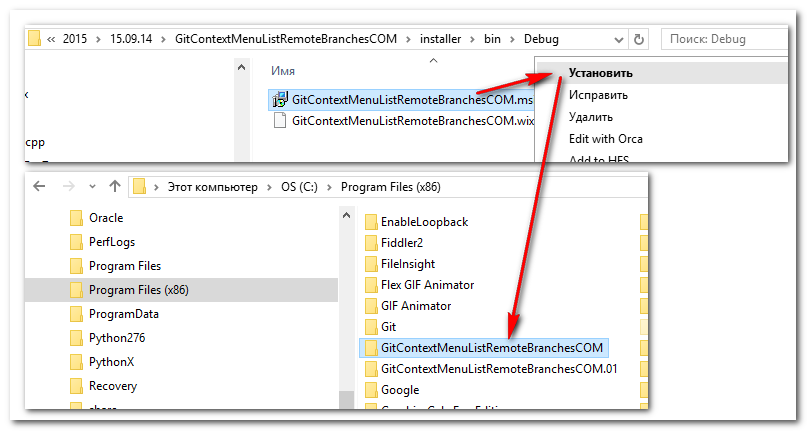 2015 15.09.14 GitContextMenuListRemoteBranchesCOM installer bin Debug
Поиск: Debug
Имя
GitContextMenuListRemoteBranchesCOM.ms
GitContextMenuListRemoteBranchesCOM.wix
cpp
Установить
Исправить
Удалить
Edit with Orca
Add to HFS
Этот компьютер OS (C:) Program Files (x86)
Oracle
PerfLogs
Program Files
Program Files (x86)
ProgramData
Python276
PythonX
Recovery
share
EnableLoopback
Fiddler2
FileInsight
Flex GIF Animator
GIF Animator
Git
GitContextMenuListRemoteBranchesCOM
GitContextMenuListRemoteBranchesCOM.01
Google